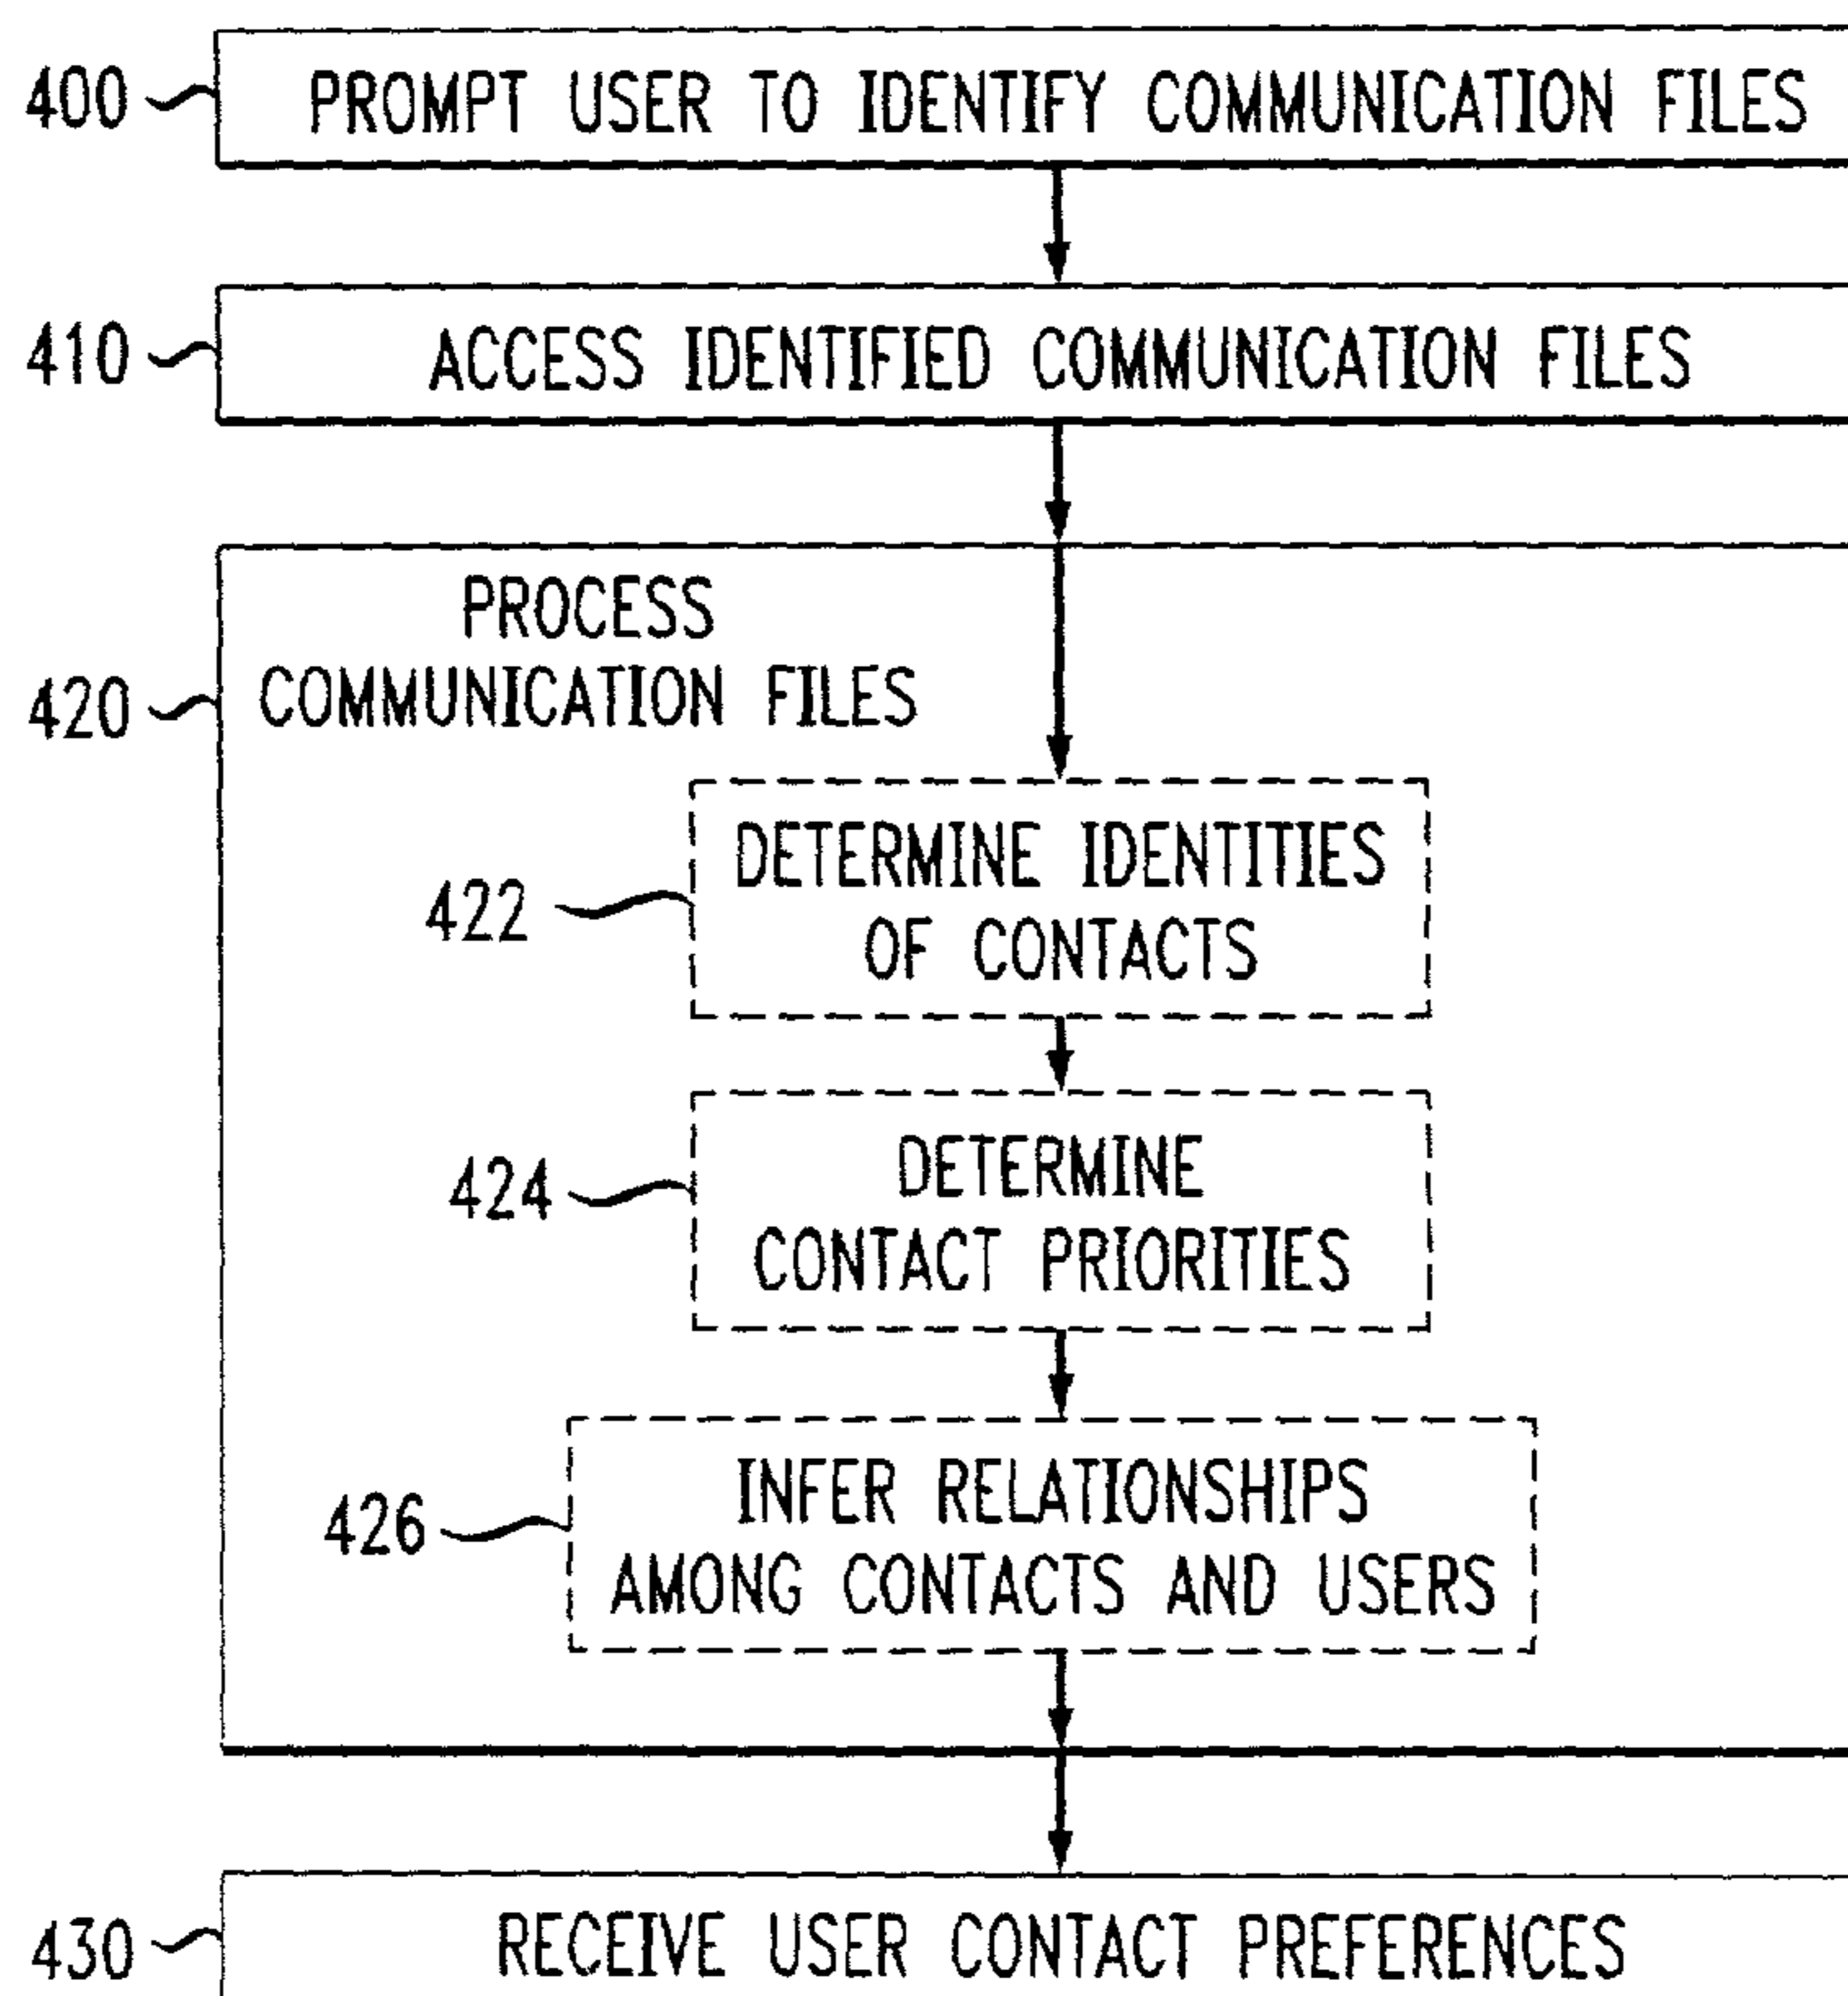 400 PROMPT USER TO IDENTIFY COMMUNICATION FILES
410 ACCESS IDENTIFIED COMMUNICATION FILES
PROCESS
420 COMMUNICATION FILES
DETERMINE IDENTITIES
422
OF CONTACTS
DETERMINE
424
CONTACT PRIORITIES
INFER RELATIONSHIPS
426
AMONG CONTACTS AND USERS
430 RECEIVE USER CONTACT PREFERENCES